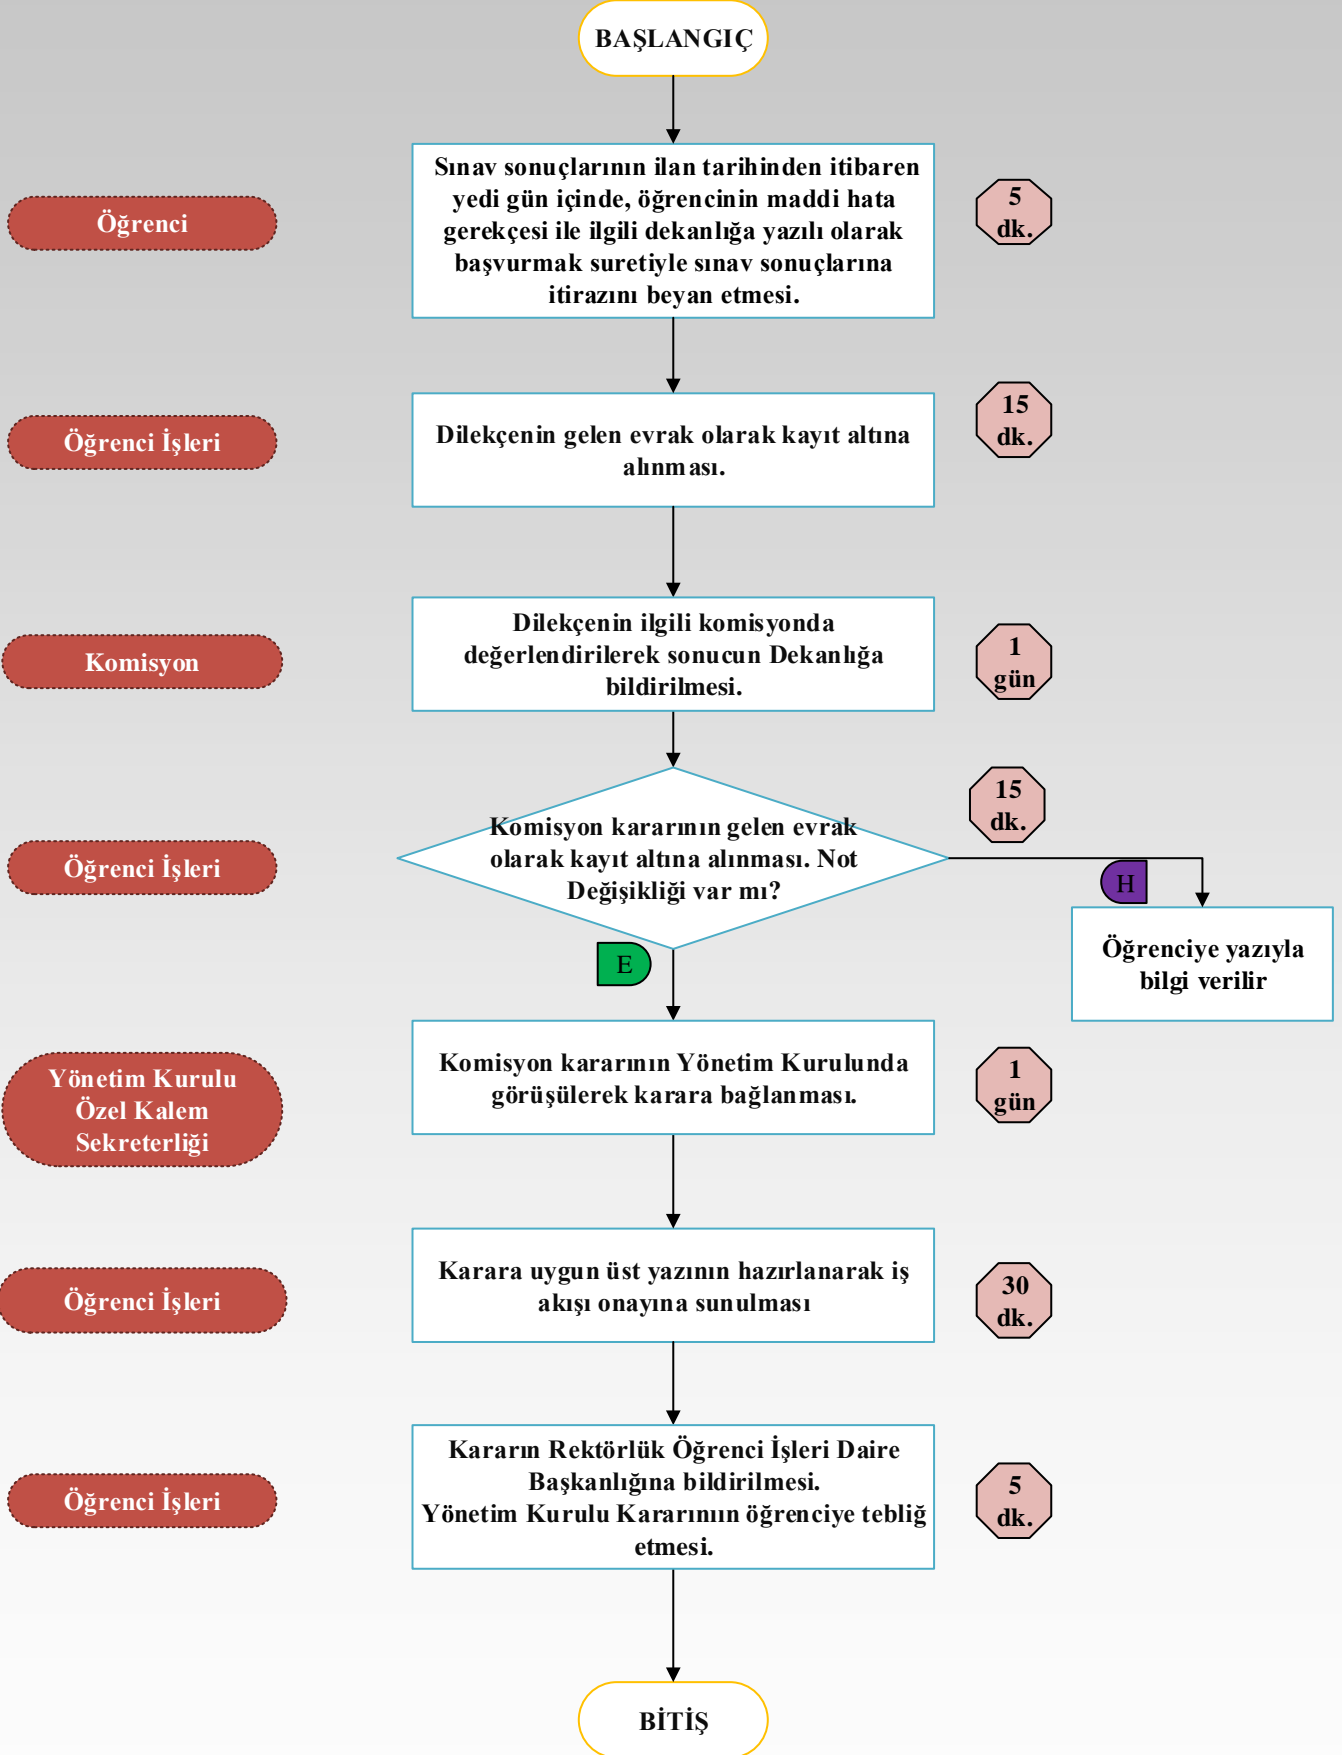 BAŞLANGIÇ
Öğrenci
Sınav sonuçlarının ilan tarihinden itibaren
yedi gün içinde, öğrencinin maddi hata
gerekçesi ile ilgili dekanlığa yazılı olarak
başvurmak suretiyle sınav sonuçlarına
itirazını beyan etmesi.
5
dk.
Öğrenci İşleri
Dilekçenin gelen evrak olarak kayıt altına
alınması.
15
dk.
Komisyon
Dilekçenin ilgili komisyonda
değerlendirilerek sonucun Dekanlığa
bildirilmesi.
1
gün
Öğrenci İşleri
Komisyon kararının gelen evrak
olarak kayıt altına alınması. Not
Değişikliği var mı?
15
dk.
H
Öğrenciye yazıyla
bilgi verilir
E
Yönetim Kurulu
Özel Kalem
Sekreterliği
Komisyon kararının Yönetim Kurulunda
görüşülerek karara bağlanması.
1
gün
Öğrenci İşleri
Karara uygun üst yazının hazırlanarak iş
akışı onayına sunulması
30
dk.
Öğrenci İşleri
Kararın Rektörlük Öğrenci İşleri Daire
Başkanlığına bildirilmesi.
Yönetim Kurulu Kararınıın öğrenciye tebliğ
etmesi.
5
dk.
BİTİŞ